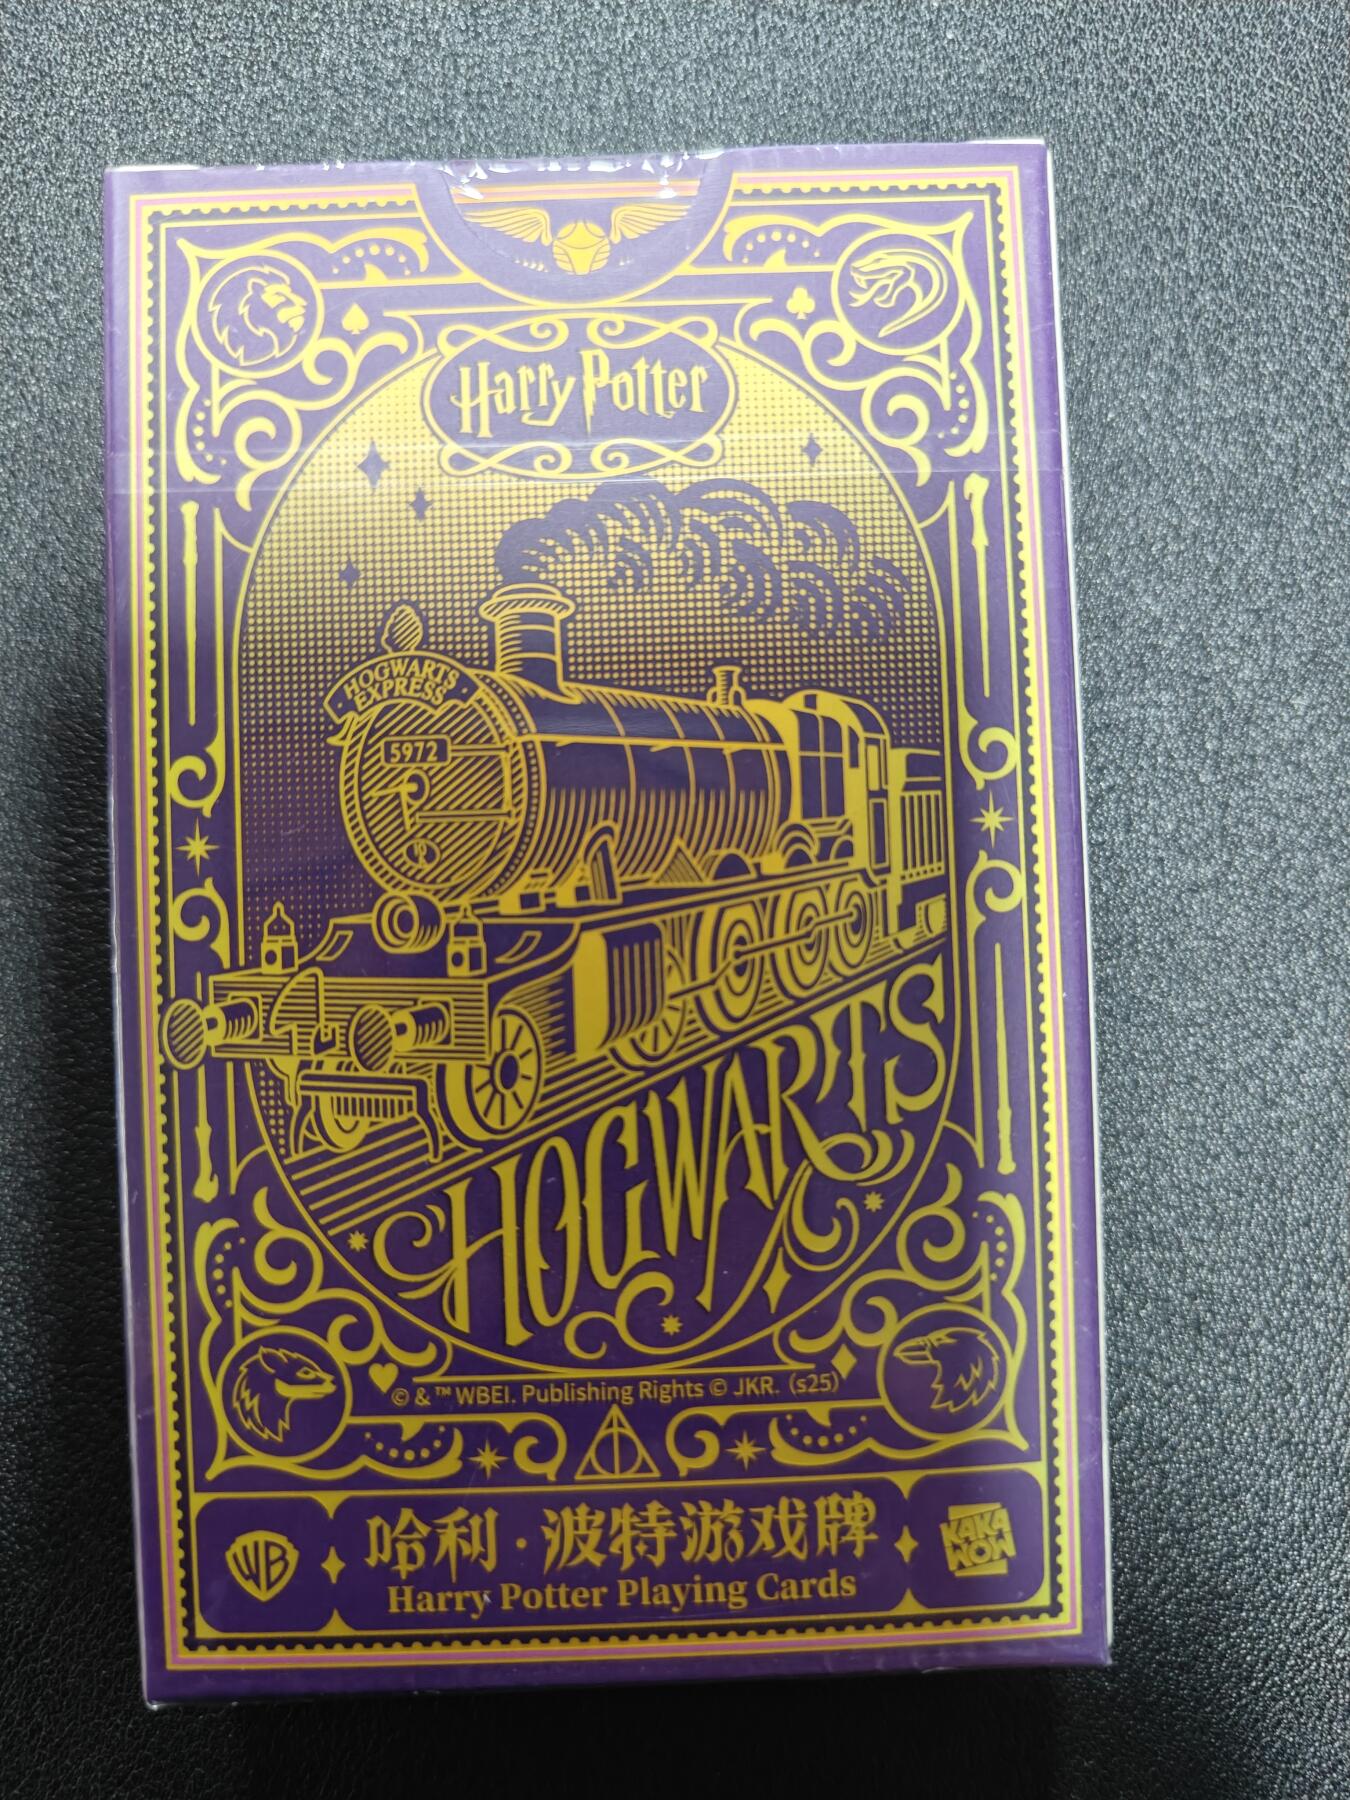 Harry Potter
HOGWARTS
EXPRESS
5972
HOGWARTS
© & ™ WBEI. Publishing Rights © JKR. (s25)
WB
哈利·波特游戏牌
Harry Potter Playing Cards
KAKA
WOW